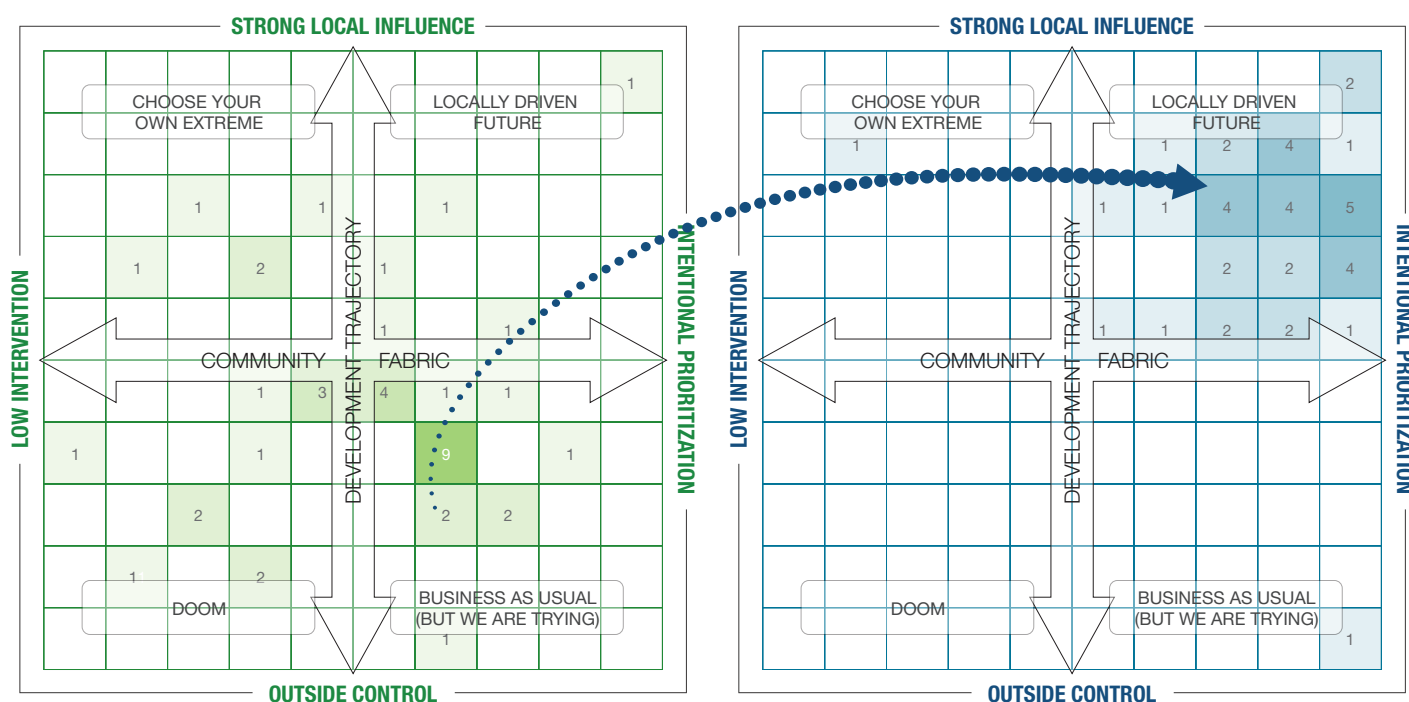 STRONG LOCAL INFLUENCE
1
CHOOSE YOUR
OWN EXTREME
LOCALLY DRIVEN
FUTURE
1 1 1
1 2 1
1 1
LOW INTERVENTION
INTENTIONAL PRIORITIZATION
DEVELOPMENT TRAJECTORY
COMMUNITY FABRIC
1 3 4 1 1
1 1 9 1
2 2 2
1 2
DOOM
BUSINESS AS USUAL
(BUT WE ARE TRYING)
1
OUTSIDE CONTROL
STRONG LOCAL INFLUENCE
2
CHOOSE YOUR
OWN EXTREME
LOCALLY DRIVEN
FUTURE
1 1 2 4 1
1 1 4 4 5
2 2 4
1 1 2 2 1
LOW INTERVENTION
INTENTIONAL PRIORITIZATION
DEVELOPMENT TRAJECTORY
COMMUNITY FABRIC
DOOM
BUSINESS AS USUAL
(BUT WE ARE TRYING)
1
OUTSIDE CONTROL